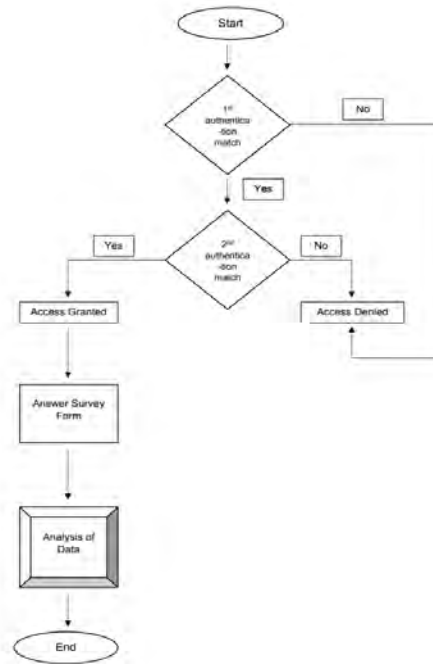 Start
1st
authentica
-tion
match
No
Yes
Yes
2nd
authentica
-tion
match
No
Access Granted
Access Denied
Answer Survey
Form
Analysis of
Data
End